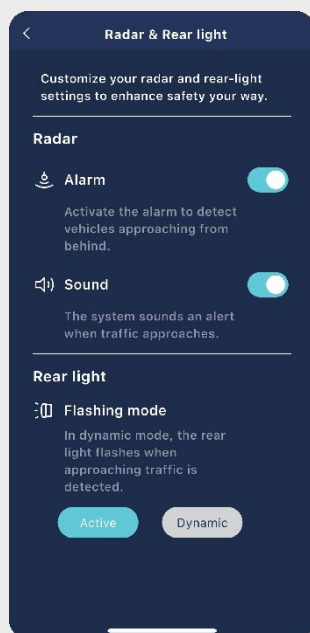 Radar & Rear light
Customize your radar and rear-light
settings to enhance safety your way.
Radar
Alarm
Activate the alarm to detect
vehicles approaching from
behind.
Sound
The system sounds an alert
when traffic approaches.
Rear light
Flashing mode
In dynamic mode, the rear
light flashes when
approaching traffic is
detected.
Active Dynamic